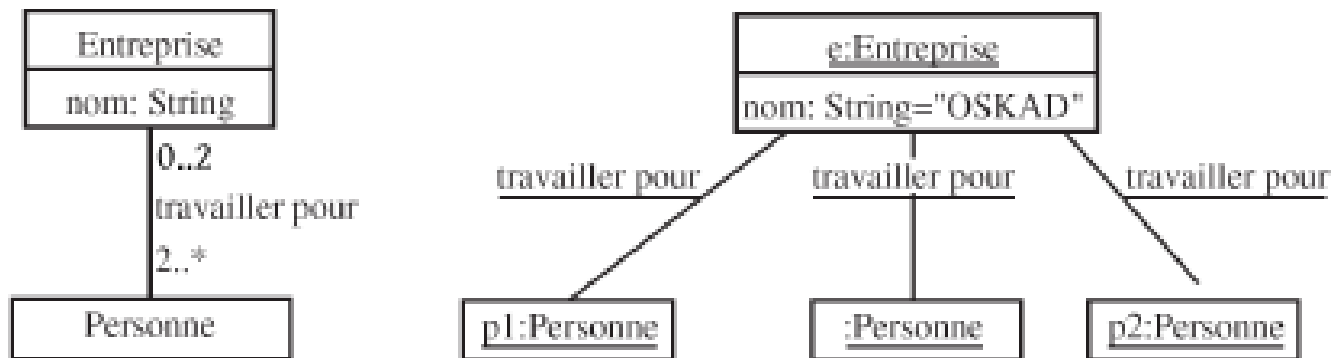 Entreprise
nom: String
0..2
travailler pour
2..*
Personne
e:Entreprise
nom: String="OSKAD"
travailler pour
travailler pour
travailler pour
p1:Personne
:Personne
p2:Personne